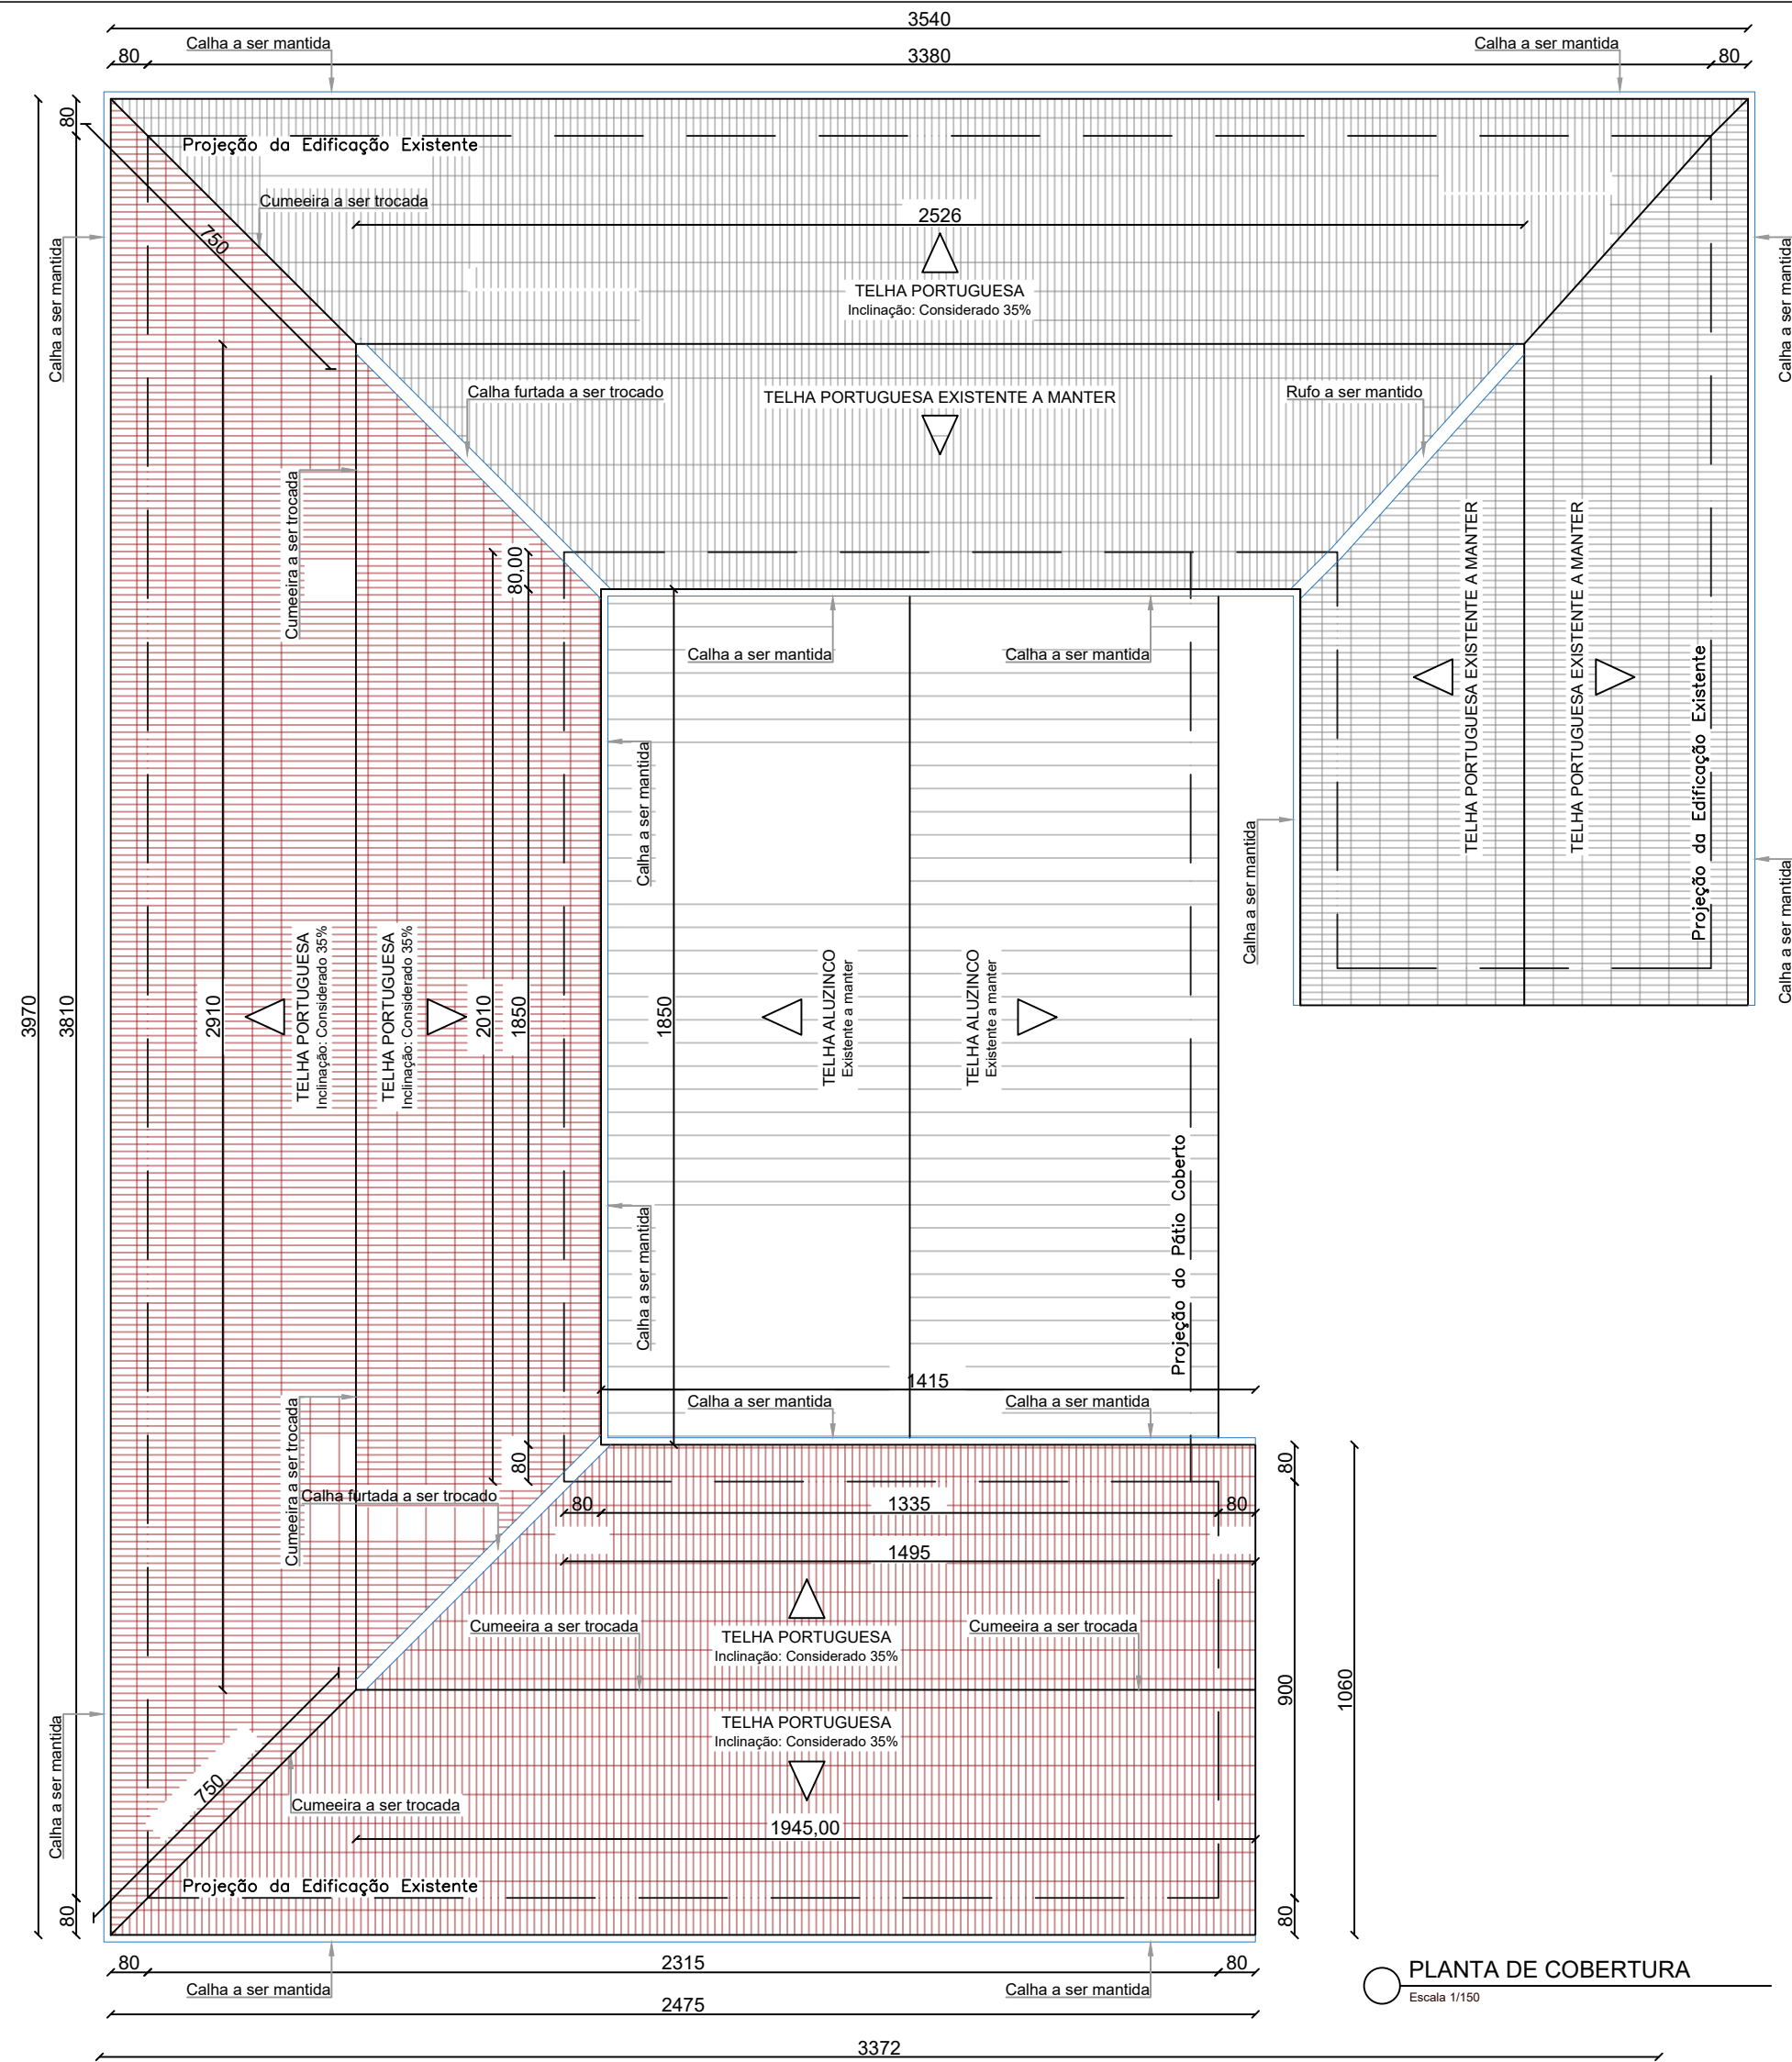 3540
Calha a ser mantida
Calha a ser mantida
80
3380
80
80
Projeção da Edificação Existente
Cumeeira a ser trocada
750
2526
TELHA PORTUGUESA
Inclinação: Considerado 35%
Calha a ser mantida
Calha a ser mantida
Calha furtada a ser trocado
TELHA PORTUGUESA EXISTENTE A MANTER
Rufo a ser mantido
Cumeeira a ser trocada
80,00
TELHA PORTUGUESA EXISTENTE A MANTER
TELHA PORTUGUESA EXISTENTE A MANTER
Calha a ser mantida
Calha a ser mantida
Projeção da Edificação Existente
Calha a ser mantida
Calha a ser mantida
Calha a ser mantida
3970
3810
2910
TELHA PORTUGUESA
Inclinação: Considerado 35%
TELHA PORTUGUESA
Inclinação: Considerado 35%
2010
1850
1850
TELHA ALUZINCO
Existente a manter
TELHA ALUZINCO
Existente a manter
Projeção do Pátio Coberto
Calha a ser mantida
1415
Calha a ser mantida
Calha a ser mantida
Cumeeira a ser trocada
80
80
Calha furtada a ser trocado
80
1335
80
1495
Cumeeira a ser trocada
TELHA PORTUGUESA
Inclinação: Considerado 35%
Cumeeira a ser trocada
900
1060
Calha a ser mantida
TELHA PORTUGUESA
Inclinação: Considerado 35%
750
Cumeeira a ser trocada
1945,00
Projeção da Edificação Existente
80
80
80
2315
80
Calha a ser mantida
Calha a ser mantida
2475
PLANTA DE COBERTURA
Escala 1/150
3372